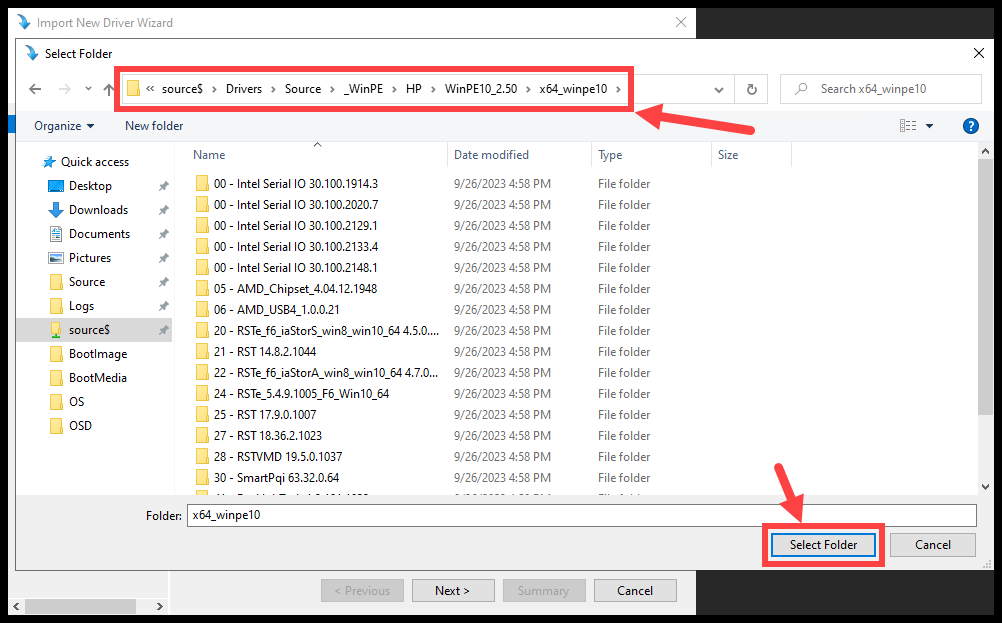 Import New Driver Wizard
Select Folder
« source$ > Drivers > Source > _WinPE > HP > WinPE10_2.50 > x64_winpe10 >
Search x64_winpe10
Organize New folder ?
Name Date modified Type Size
Quick access
Desktop
Downloads
Documents
Pictures
Source
Logs
source$
BootImage
BootMedia
OS
OSD
00 - Intel Serial IO 30.100.1914.3 9/26/2023 4:58 PM File folder
00 - Intel Serial IO 30.100.2020.7 9/26/2023 4:58 PM File folder
00 - Intel Serial IO 30.100.2129.1 9/26/2023 4:58 PM File folder
00 - Intel Serial IO 30.100.2133.4 9/26/2023 4:58 PM File folder
00 - Intel Serial IO 30.100.2148.1 9/26/2023 4:58 PM File folder
05 - AMD_Chipset_4.04.12.1948 9/26/2023 4:58 PM File folder
06 - AMD_USB4_1.0.0.21 9/26/2023 4:58 PM File folder
20 - RSTe_f6_iaStorS_win8_win10_64 4.5.0.... 9/26/2023 4:58 PM File folder
21 - RST 14.8.2.1044 9/26/2023 4:58 PM File folder
22 - RSTe_f6_iaStorA_win8_win10_64 4.7.0... 9/26/2023 4:58 PM File folder
24 - RSTe_5.4.9.1005_F6_Win10_64 9/26/2023 4:58 PM File folder
25 - RST 17.9.0.1007 9/26/2023 4:58 PM File folder
27 - RST 18.36.2.1023 9/26/2023 4:58 PM File folder
28 - RSTVMD 19.5.0.1037 9/26/2023 4:58 PM File folder
30 - SmartPqi 63.32.0.64 9/26/2023 4:58 PM File folder
Folder: x64_winpe10
Select Folder Cancel
< Previous Next > Summary Cancel